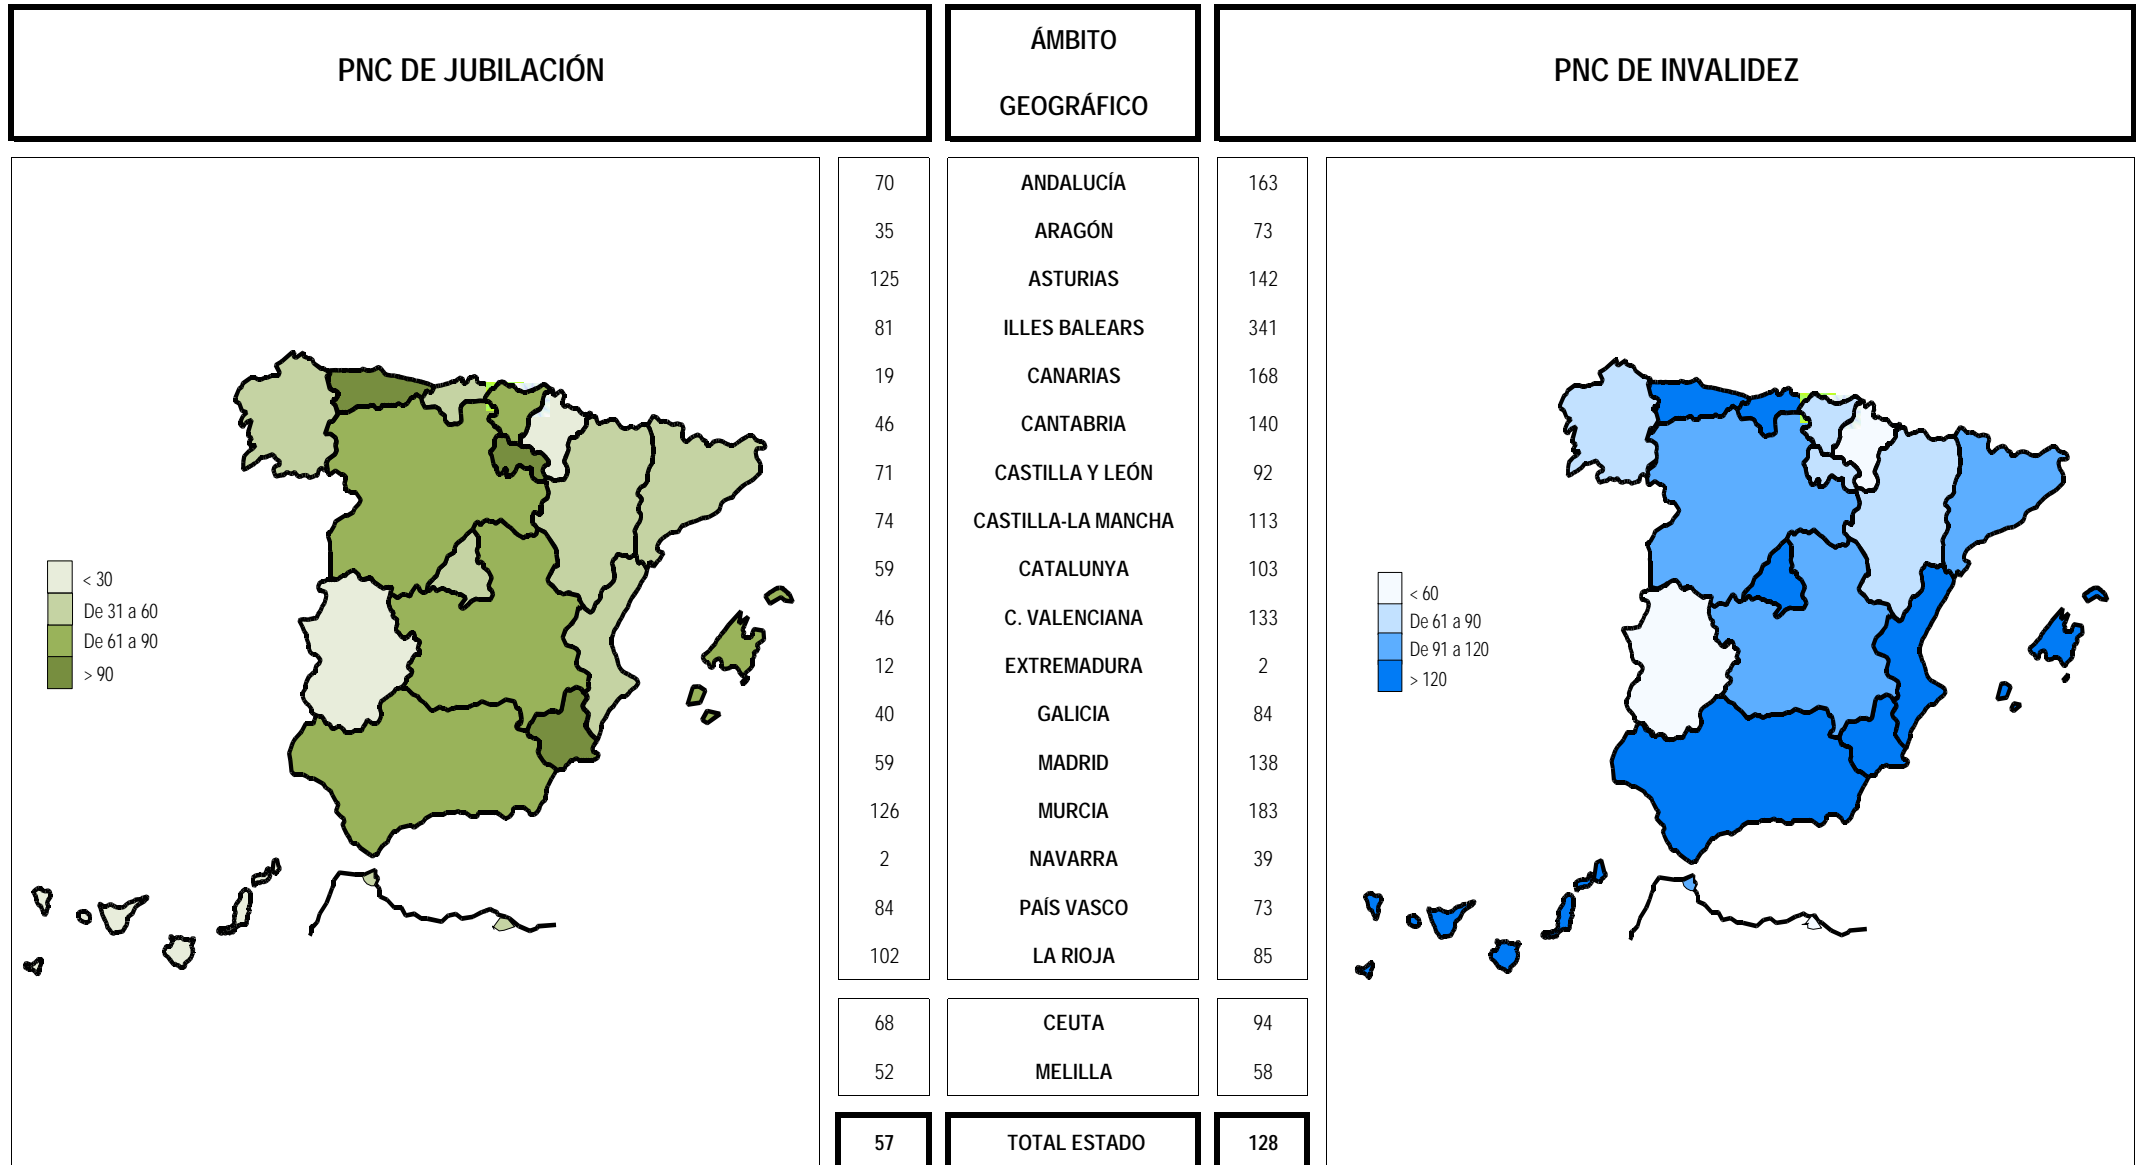 PNC DE JUBILACIÓN
ÁMBITO
GEOGRÁFICO
PNC DE INVALIDEZ
70 ANDALUCÍA 163
35 ARAGÓN 73
125 ASTURIAS 142
81 ILLES BALEARS 341
19 CANARIAS 168
46 CANTABRIA 140
71 CASTILLA Y LEÓN 92
74 CASTILLA-LA MANCHA 113
59 CATALUNYA 103
46 C. VALENCIANA 133
12 EXTREMADURA 2
40 GALICIA 84
59 MADRID 138
126 MURCIA 183
2 NAVARRA 39
84 PAÍS VASCO 73
102 LA RIOJA 85
68 CEUTA 94
52 MELILLA 58
57 TOTAL ESTADO 128
< 30
De 31 a 60
De 61 a 90
> 90
< 60
De 61 a 90
De 91 a 120
> 120